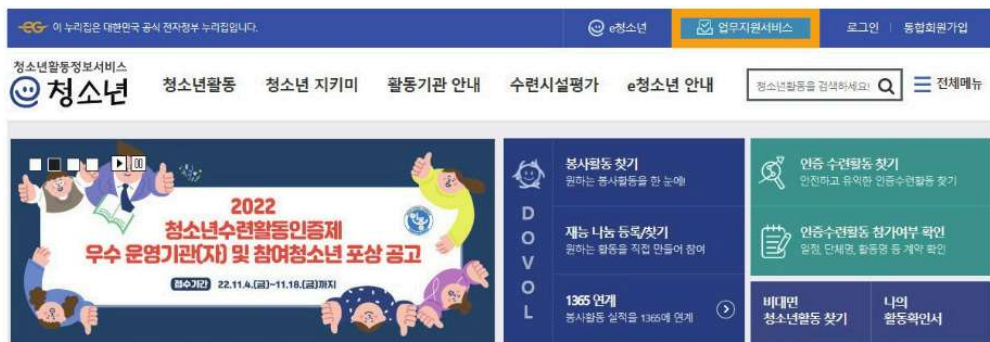 이 누리집은 대한민국 공식 전자정부 누리집입니다.
e청소년
업무지원서비스
로그인
통합회원가입
청소년활동정보서비스
청소년
청소년활동
청소년 지키미
활동기관 안내
수련시설평가
e청소년 안내
청소년활동을 검색하세요!
전체메뉴
2022
청소년수련활동인증제
우수 운영기관(자) 및 참여청소년 포상 공고
접수기간 22.11.4.(금)~11.18.(금)까지
DOVOL
봉사활동 찾기
원하는 봉사활동을 한 눈에!
재능 나눔 등록/찾기
원하는 활동을 직접 만들어 참여
1365 연계
봉사활동 실적을 1365에 연계
인증 수련활동 찾기
안전하고 유익한 인증수련활동 찾기
인증수련활동 참가여부 확인
일정, 단체명, 활동명 등 계약 확인
비대면
청소년활동 찾기
나의
활동확인서